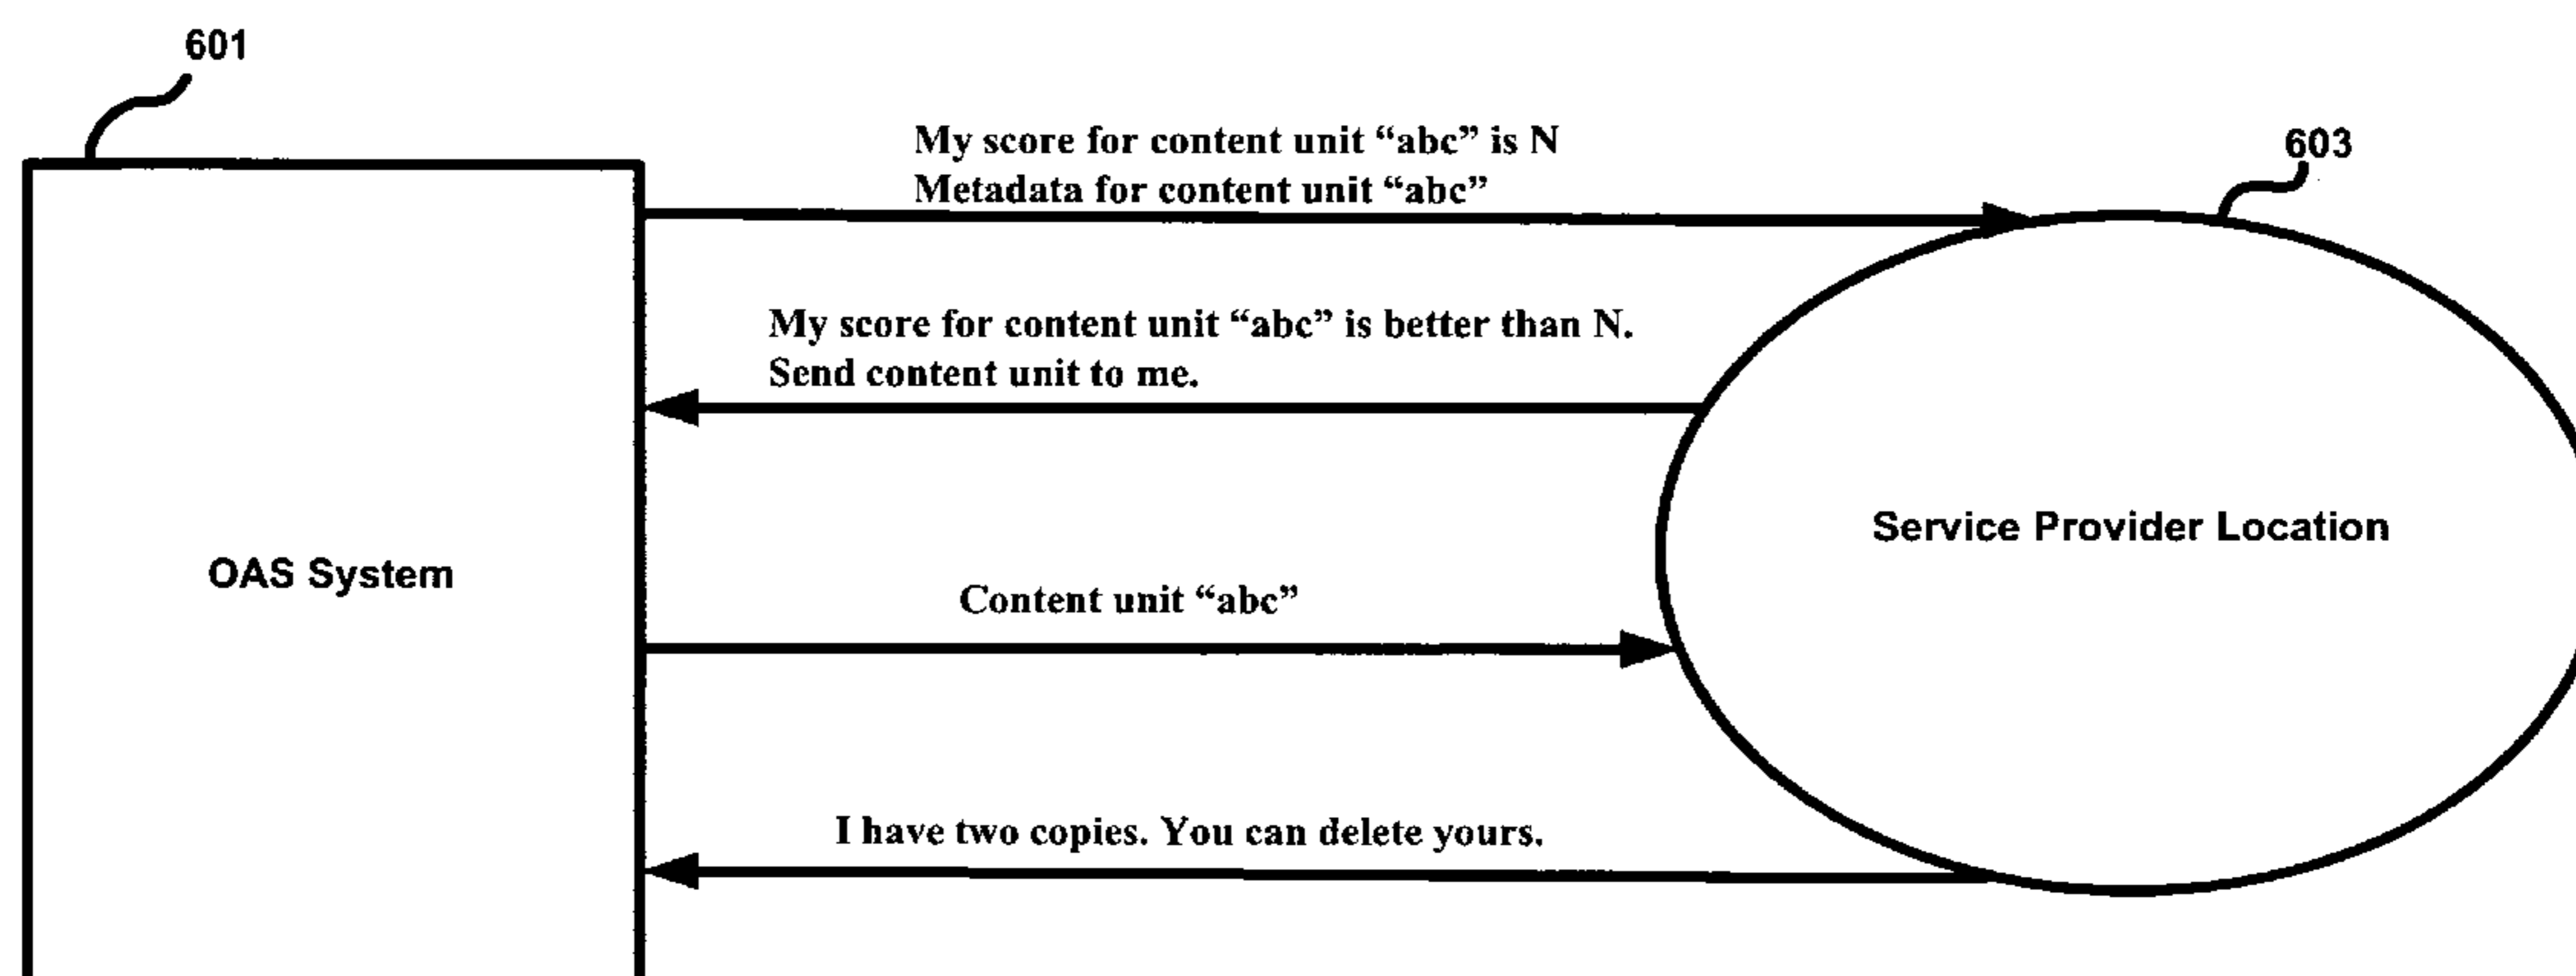 601
My score for content unit “abc” is N
Metadata for content unit “abc”
603
My score for content unit “abc” is better than N.
Send content unit to me.
Service Provider Location
OAS System
Content unit “abc”
I have two copies. You can delete yours.